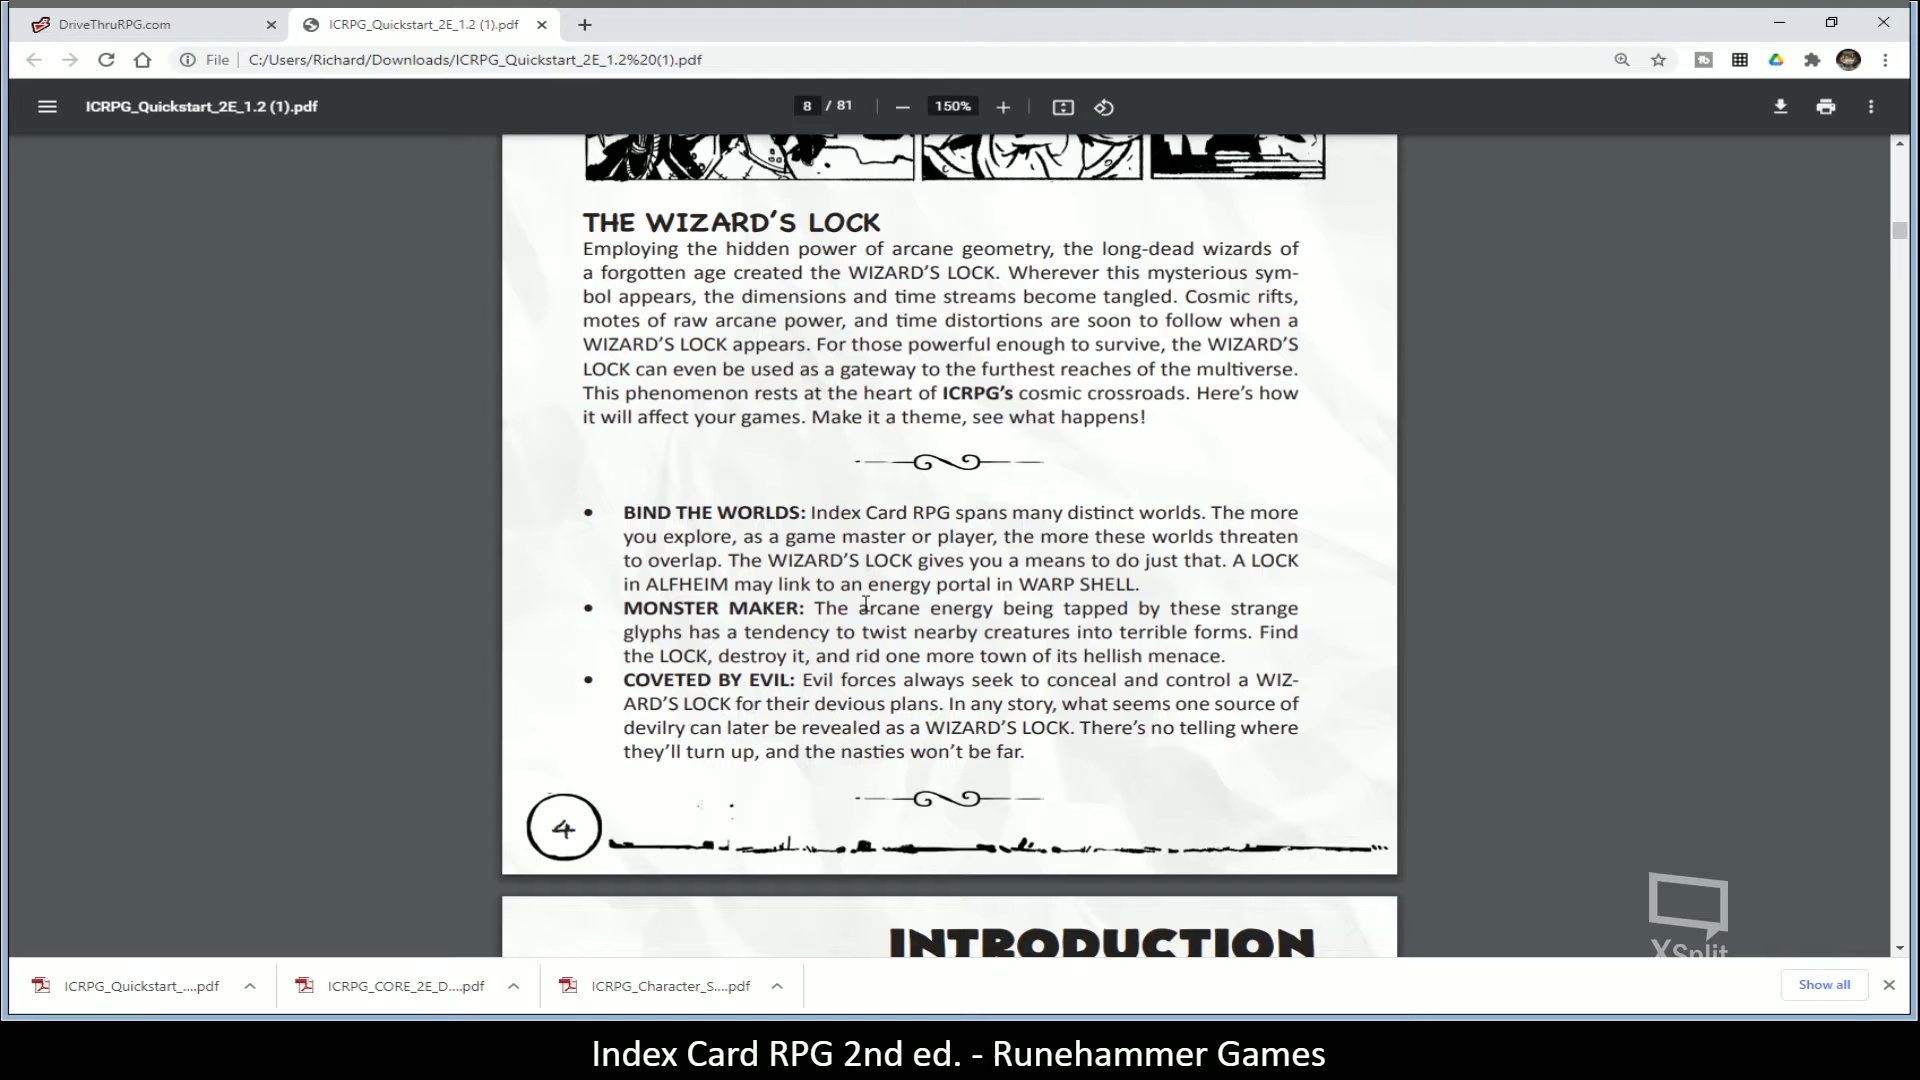 DriveThruRPG.com
ICRPG_Quickstart_2E_1.2 (1).pdf
File
C:/Users/Richard/Downloads/ICRPG_Quickstart_2E_1.2%20(1).pdf
ICRPG_Quickstart_2E_1.2 (1).pdf
8 / 81
150%
THE WIZARD'S LOCK
Employing the hidden power of arcane geometry, the long-dead wizards of
a forgotten age created the WIZARD'S LOCK. Wherever this mysterious sym-
bol appears, the dimensions and time streams become tangled. Cosmic rifts,
motes of raw arcane power, and time distortions are soon to follow when a
WIZARD'S LOCK appears. For those powerful enough to survive, the WIZARD'S
LOCK can even be used as a gateway to the furthest reaches of the multiverse.
This phenomenon rests at the heart of ICRPG's cosmic crossroads. Here's how
it will affect your games. Make it a theme, see what happens!
• BIND THE WORLDS: Index Card RPG spans many distinct worlds. The more
you explore, as a game master or player, the more these worlds threaten
to overlap. The WIZARD'S LOCK gives you a means to do just that. A LOCK
in ALFHEIM may link to an energy portal in WARP SHELL.
• MONSTER MAKER: The arcane energy being tapped by these strange
glyphs has a tendency to twist nearby creatures into terrible forms. Find
the LOCK, destroy it, and rid one more town of its hellish menace.
• COVETED BY EVIL: Evil forces always seek to conceal and control a WIZ-
ARD'S LOCK for their devious plans. In any story, what seems one source of
devilry can later be revealed as a WIZARD'S LOCK. There's no telling where
they'll turn up, and the nasties won't be far.
4
INTRODUCTION
XSplit
ICRPG_Quickstart_....pdf
ICRPG_CORE_2E_D....pdf
ICRPG_Character_S....pdf
Show all
Index Card RPG 2nd ed. - Runehammer Games